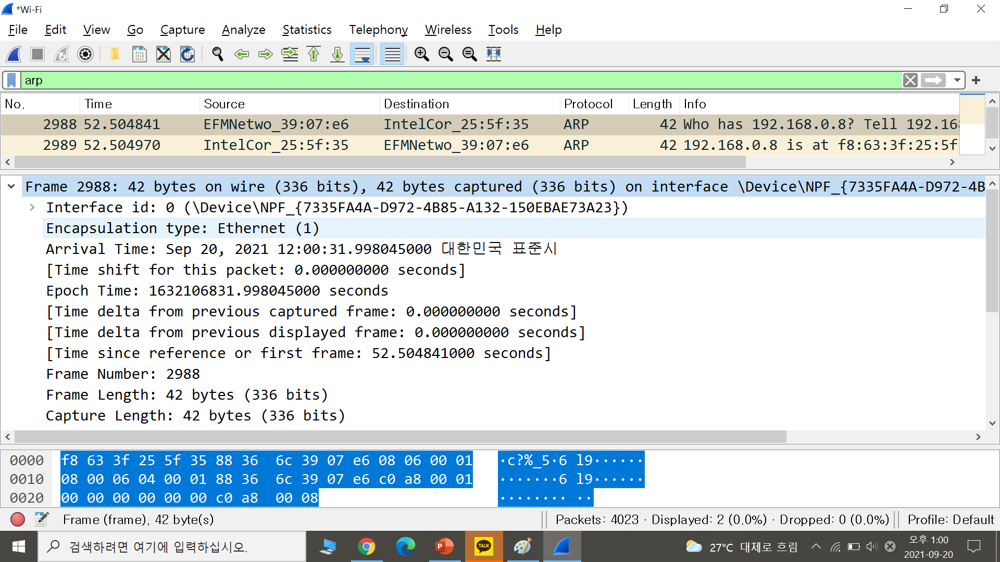 *Wi-Fi
File Edit View Go Capture Analyze Statistics Telephony Wireless Tools Help
arp
No. Time Source Destination Protocol Length Info
2988 52.504841 EFMNetwo_39:07:e6 IntelCor_25:5f:35 ARP 42 Who has 192.168.0.8? Tell 192.168
2989 52.504970 IntelCor_25:5f:35 EFMNetwo_39:07:e6 ARP 42 192.168.0.8 is at f8:63:3f:25:5f
Frame 2988: 42 bytes on wire (336 bits), 42 bytes captured (336 bits) on interface \Device\NPF_{7335FA4A-D972-4B
Interface id: 0 (\Device\NPF_{7335FA4A-D972-4B85-A132-150EBAE73A23})
Encapsulation type: Ethernet (1)
Arrival Time: Sep 20, 2021 12:00:31.998045000 대한민국 표준시
[Time shift for this packet: 0.000000000 seconds]
Epoch Time: 1632106831.998045000 seconds
[Time delta from previous captured frame: 0.000000000 seconds]
[Time delta from previous displayed frame: 0.000000000 seconds]
[Time since reference or first frame: 52.504841000 seconds]
Frame Number: 2988
Frame Length: 42 bytes (336 bits)
Capture Length: 42 bytes (336 bits)
0000 f8 63 3f 25 5f 35 88 36 6c 39 07 e6 08 06 00 01 ·c?%_5·6 l9······
0010 08 00 06 04 00 01 88 36 6c 39 07 e6 c0 a8 00 01 ·······6 l9······
0020 00 00 00 00 00 00 c0 a8 00 08 ········ ··
Frame (frame), 42 byte(s) Packets: 4023 · Displayed: 2 (0.0%) · Dropped: 0 (0.0%) Profile: Default
검색하려면 여기에 입력하십시오. TALK 27°C 대체로 흐림 오후 1:00
2021-09-20